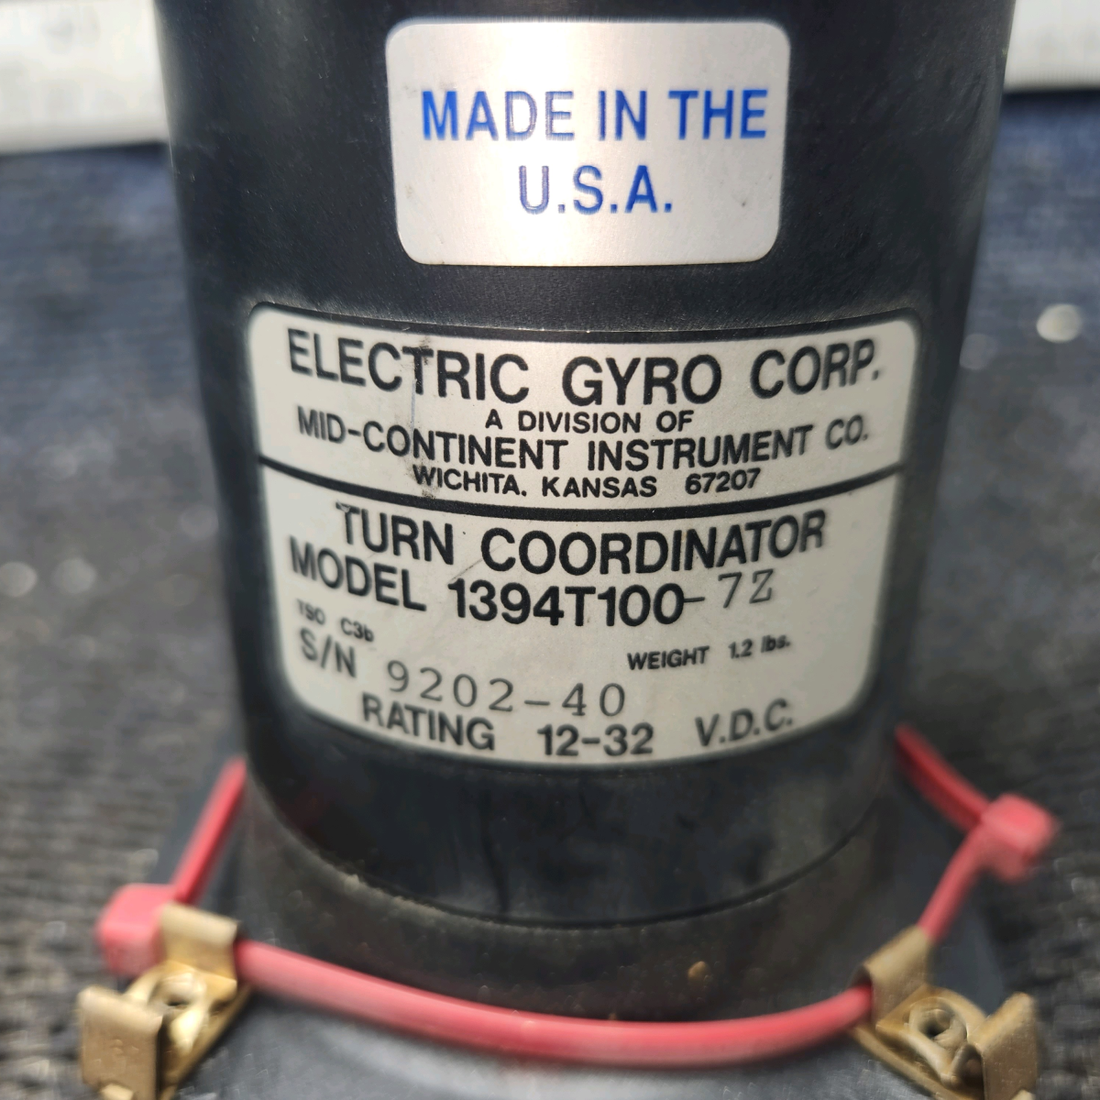 MADE IN THE
U.S.A.
ELECTRIC GYRO CORP.
A DIVISION OF
MID-CONTINENT INSTRUMENT CO.
WICHITA, KANSAS 67207
TURN COORDINATOR
MODEL 1394T100-7Z
TSO C3b
WEIGHT 1.2 lbs.
S/N 9202-40
RATING 12-32 V.D.C.